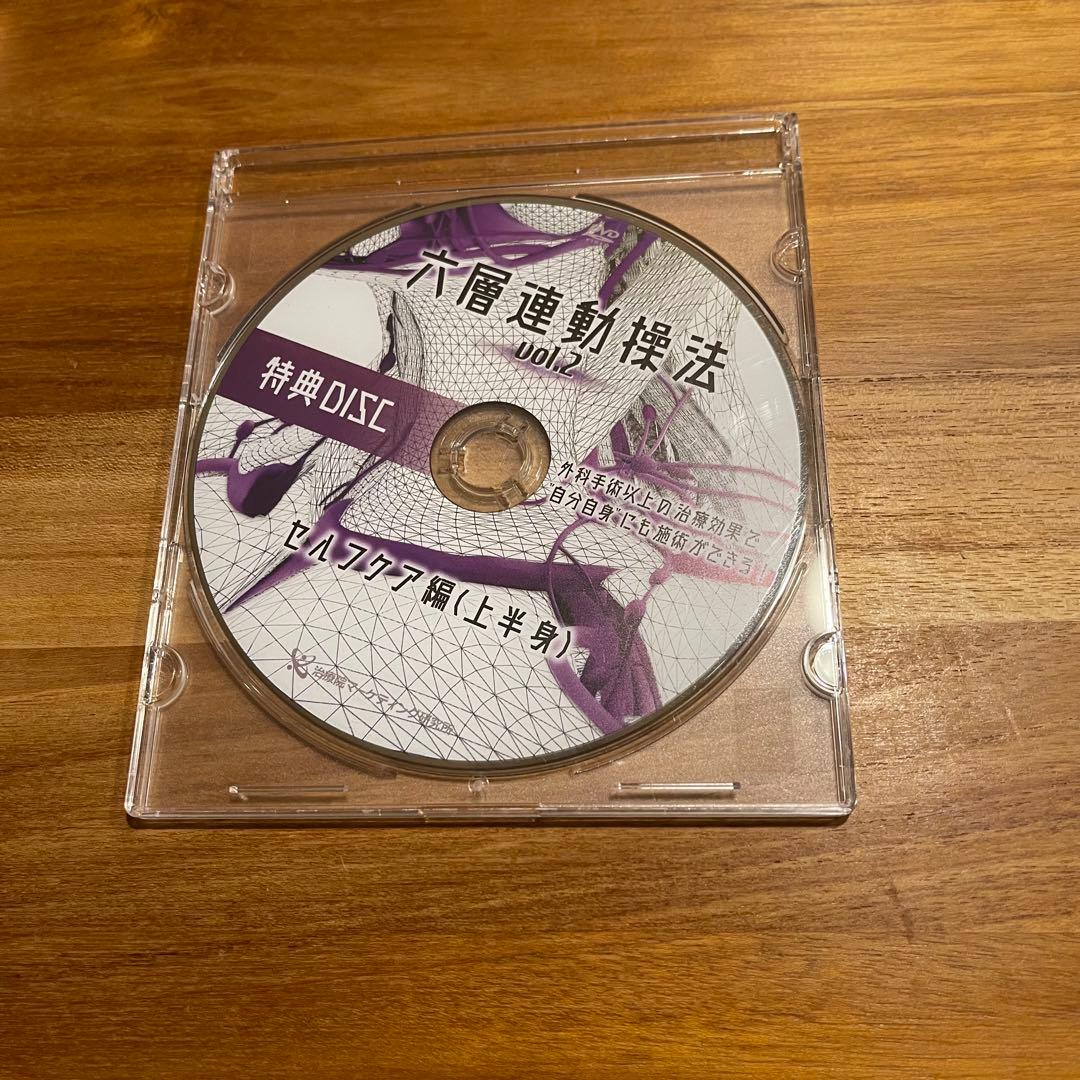 DVD
六層連動操法
vol.2
特典DISC
外科手術以上の治療効果で
"自分自身"にも施術ができる！
セルフケア編(上半身)
治療院マーケティング研究所